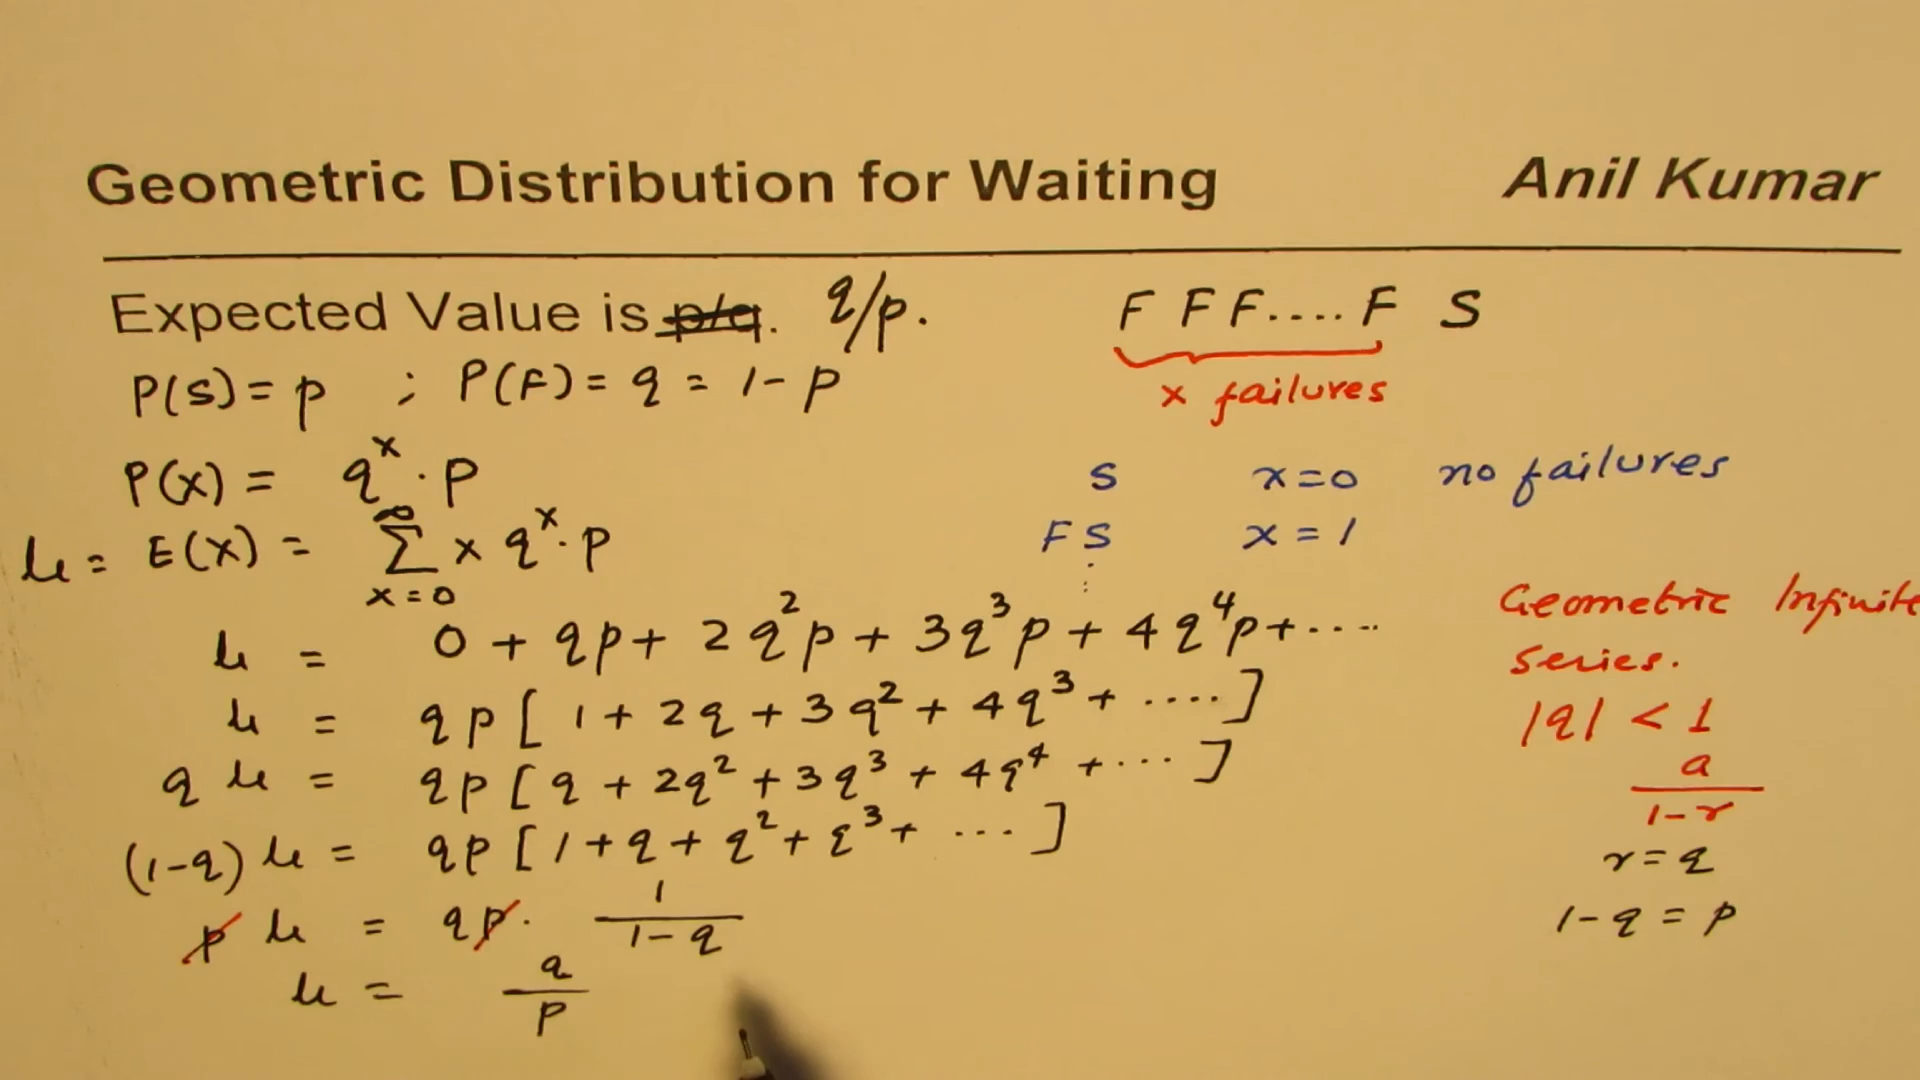 Geometric Distribution for Waiting Anil Kumar
Expected Value is p/q. q/p. F F F.... F S
x failures
P(S) = p ; P(F) = q = 1 - p
P(x) = q^x · p S x = 0 no failures
μ = E(x) = ∑_{x=0}^{∞} x q^x · p F S x = 1
⋮
μ = 0 + qp + 2q²p + 3q³p + 4q⁴p + .... Geometric Infinite
series.
μ = qp [ 1 + 2q + 3q² + 4q³ + .... ] |q| < 1
qμ = qp [ q + 2q² + 3q³ + 4q⁴ + .... ] a/(1-r)
(1-q) μ = qp [ 1 + q + q² + q³ + .... ] r = q
p μ = qp · 1/(1-q) 1 - q = p
μ = q/p